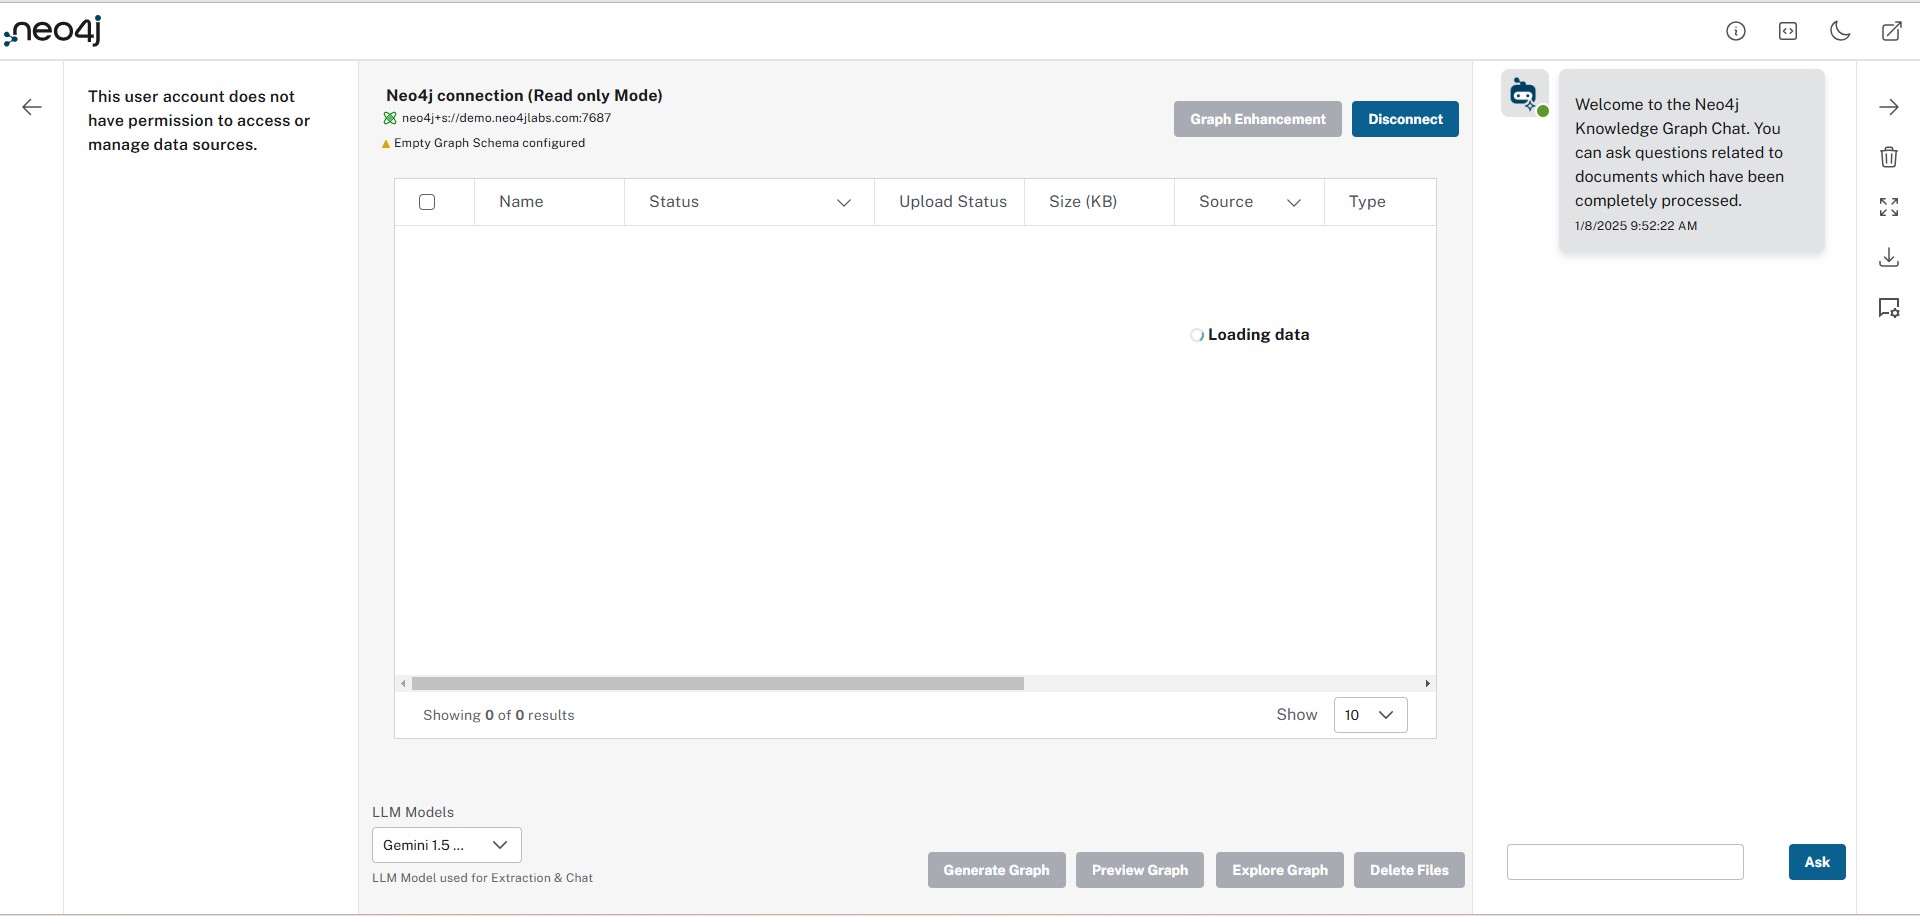 neo4j
This user account does not
have permission to access or
manage data sources.
Neo4j connection (Read only Mode)
neo4j+s://demo.neo4jlabs.com:7687
Empty Graph Schema configured
Graph Enhancement
Disconnect
Name
Status
Upload Status
Size (KB)
Source
Type
Loading data
Showing 0 of 0 results
Show
10
LLM Models
Gemini 1.5 ...
LLM Model used for Extraction & Chat
Generate Graph
Preview Graph
Explore Graph
Delete Files
Welcome to the Neo4j
Knowledge Graph Chat. You
can ask questions related to
documents which have been
completely processed.
1/8/2025 9:52:22 AM
Ask